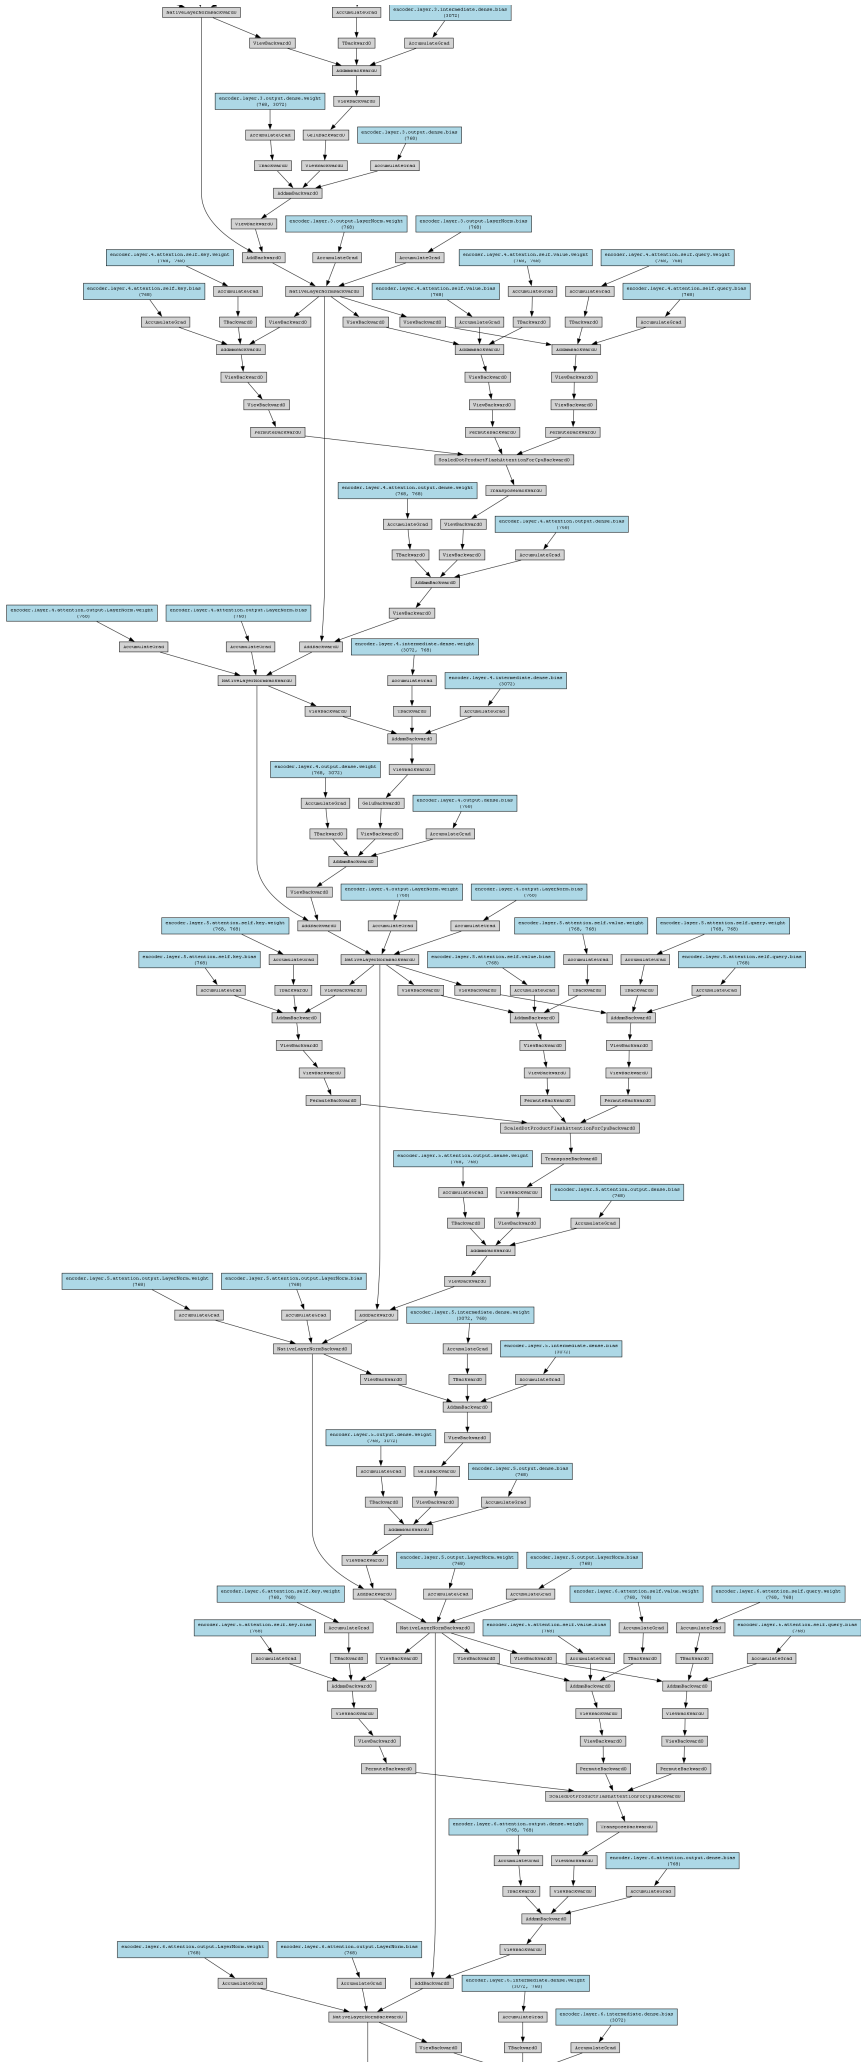 NativeLayerNormBackward0
AccumulateGrad
encoder.layer.3.intermediate.dense.bias
(3072)
ViewBackward0
TBackward0
AccumulateGrad
AddmmBackward0
encoder.layer.3.output.dense.weight
(768, 3072)
ViewBackward0
AccumulateGrad
GeluBackward0
encoder.layer.3.output.dense.bias
(768)
TBackward0
ViewBackward0
AccumulateGrad
AddmmBackward0
ViewBackward0
encoder.layer.3.output.LayerNorm.weight
(768)
encoder.layer.3.output.LayerNorm.bias
(768)
encoder.layer.4.attention.self.key.weight
(768, 768)
AddBackward0
AccumulateGrad
AccumulateGrad
encoder.layer.4.attention.self.value.weight
(768, 768)
encoder.layer.4.attention.self.query.weight
(768, 768)
encoder.layer.4.attention.self.key.bias
(768)
AccumulateGrad
NativeLayerNormBackward0
encoder.layer.4.attention.self.value.bias
(768)
AccumulateGrad
AccumulateGrad
encoder.layer.4.attention.self.query.bias
(768)
AccumulateGrad
TBackward0
ViewBackward0
ViewBackward0
ViewBackward0
AccumulateGrad
TBackward0
TBackward0
AccumulateGrad
AddmmBackward0
AddmmBackward0
AddmmBackward0
ViewBackward0
ViewBackward0
ViewBackward0
ViewBackward0
ViewBackward0
ViewBackward0
PermuteBackward0
PermuteBackward0
PermuteBackward0
ScaledDotProductFlashAttentionForCpuBackward0
encoder.layer.4.attention.output.dense.weight
(768, 768)
TransposeBackward0
AccumulateGrad
ViewBackward0
encoder.layer.4.attention.output.dense.bias
(768)
TBackward0
ViewBackward0
AccumulateGrad
AddmmBackward0
encoder.layer.4.attention.output.LayerNorm.weight
(768)
encoder.layer.4.attention.output.LayerNorm.bias
(768)
ViewBackward0
AccumulateGrad
AccumulateGrad
AddBackward0
encoder.layer.4.intermediate.dense.weight
(3072, 768)
NativeLayerNormBackward0
AccumulateGrad
encoder.layer.4.intermediate.dense.bias
(3072)
ViewBackward0
TBackward0
AccumulateGrad
AddmmBackward0
encoder.layer.4.output.dense.weight
(768, 3072)
ViewBackward0
AccumulateGrad
GeluBackward0
encoder.layer.4.output.dense.bias
(768)
TBackward0
ViewBackward0
AccumulateGrad
AddmmBackward0
ViewBackward0
encoder.layer.4.output.LayerNorm.weight
(768)
encoder.layer.4.output.LayerNorm.bias
(768)
encoder.layer.5.attention.self.key.weight
(768, 768)
AddBackward0
AccumulateGrad
AccumulateGrad
encoder.layer.5.attention.self.value.weight
(768, 768)
encoder.layer.5.attention.self.query.weight
(768, 768)
encoder.layer.5.attention.self.key.bias
(768)
AccumulateGrad
NativeLayerNormBackward0
encoder.layer.5.attention.self.value.bias
(768)
AccumulateGrad
AccumulateGrad
encoder.layer.5.attention.self.query.bias
(768)
AccumulateGrad
TBackward0
ViewBackward0
ViewBackward0
ViewBackward0
AccumulateGrad
TBackward0
TBackward0
AccumulateGrad
AddmmBackward0
AddmmBackward0
AddmmBackward0
ViewBackward0
ViewBackward0
ViewBackward0
ViewBackward0
ViewBackward0
ViewBackward0
PermuteBackward0
PermuteBackward0
PermuteBackward0
ScaledDotProductFlashAttentionForCpuBackward0
encoder.layer.5.attention.output.dense.weight
(768, 768)
TransposeBackward0
AccumulateGrad
ViewBackward0
encoder.layer.5.attention.output.dense.bias
(768)
TBackward0
ViewBackward0
AccumulateGrad
AddmmBackward0
encoder.layer.5.attention.output.LayerNorm.weight
(768)
encoder.layer.5.attention.output.LayerNorm.bias
(768)
ViewBackward0
AccumulateGrad
AccumulateGrad
AddBackward0
encoder.layer.5.intermediate.dense.weight
(3072, 768)
NativeLayerNormBackward0
AccumulateGrad
encoder.layer.5.intermediate.dense.bias
(3072)
ViewBackward0
TBackward0
AccumulateGrad
AddmmBackward0
encoder.layer.5.output.dense.weight
(768, 3072)
ViewBackward0
AccumulateGrad
GeluBackward0
encoder.layer.5.output.dense.bias
(768)
TBackward0
ViewBackward0
AccumulateGrad
AddmmBackward0
ViewBackward0
encoder.layer.5.output.LayerNorm.weight
(768)
encoder.layer.5.output.LayerNorm.bias
(768)
encoder.layer.6.attention.self.key.weight
(768, 768)
AddBackward0
AccumulateGrad
AccumulateGrad
encoder.layer.6.attention.self.value.weight
(768, 768)
encoder.layer.6.attention.self.query.weight
(768, 768)
encoder.layer.6.attention.self.key.bias
(768)
AccumulateGrad
NativeLayerNormBackward0
encoder.layer.6.attention.self.value.bias
(768)
AccumulateGrad
AccumulateGrad
encoder.layer.6.attention.self.query.bias
(768)
AccumulateGrad
TBackward0
ViewBackward0
ViewBackward0
ViewBackward0
AccumulateGrad
TBackward0
TBackward0
AccumulateGrad
AddmmBackward0
AddmmBackward0
AddmmBackward0
ViewBackward0
ViewBackward0
ViewBackward0
ViewBackward0
ViewBackward0
ViewBackward0
PermuteBackward0
PermuteBackward0
PermuteBackward0
ScaledDotProductFlashAttentionForCpuBackward0
encoder.layer.6.attention.output.dense.weight
(768, 768)
TransposeBackward0
AccumulateGrad
ViewBackward0
encoder.layer.6.attention.output.dense.bias
(768)
TBackward0
ViewBackward0
AccumulateGrad
AddmmBackward0
encoder.layer.6.attention.output.LayerNorm.weight
(768)
encoder.layer.6.attention.output.LayerNorm.bias
(768)
ViewBackward0
AccumulateGrad
AccumulateGrad
AddBackward0
encoder.layer.6.intermediate.dense.weight
(3072, 768)
NativeLayerNormBackward0
AccumulateGrad
encoder.layer.6.intermediate.dense.bias
(3072)
ViewBackward0
TBackward0
AccumulateGrad